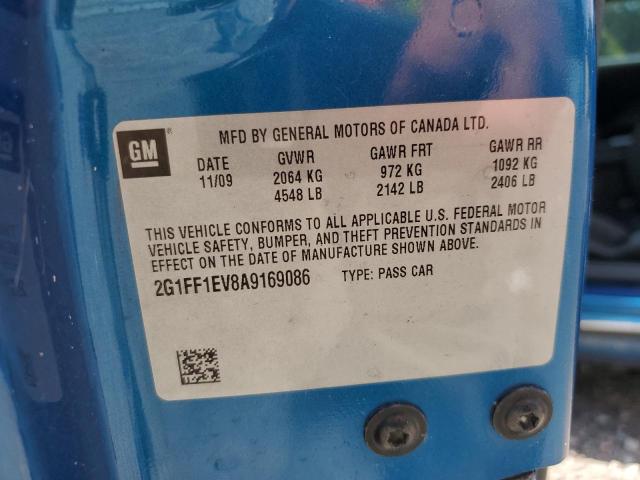 GM
MFD BY GENERAL MOTORS OF CANADA LTD.
DATE GVWR GAWR FRT GAWR RR
11/09 2064 KG 972 KG 1092 KG
4548 LB 2142 LB 2406 LB
THIS VEHICLE CONFORMS TO ALL APPLICABLE U.S. FEDERAL MOTOR
VEHICLE SAFETY, BUMPER, AND THEFT PREVENTION STANDARDS IN
EFFECT ON THE DATE OF MANUFACTURE SHOWN ABOVE.
2G1FF1EV8A9169086 TYPE: PASS CAR